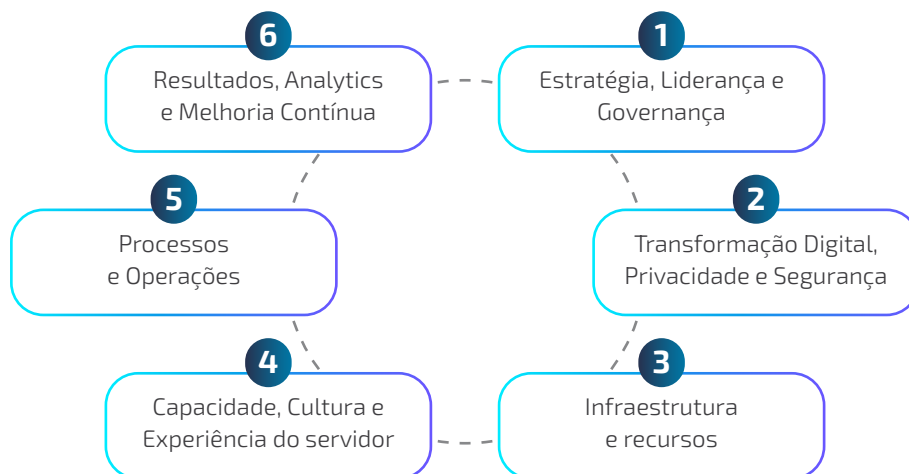 6
Resultados, Analytics
e Melhoria Contínua
1
Estratégia, Liderança e
Governança
5
Processos
e Operações
2
Transformação Digital,
Privacidade e Segurança
4
Capacidade, Cultura e
Experiência do servidor
3
Infraestrutura
e recursos